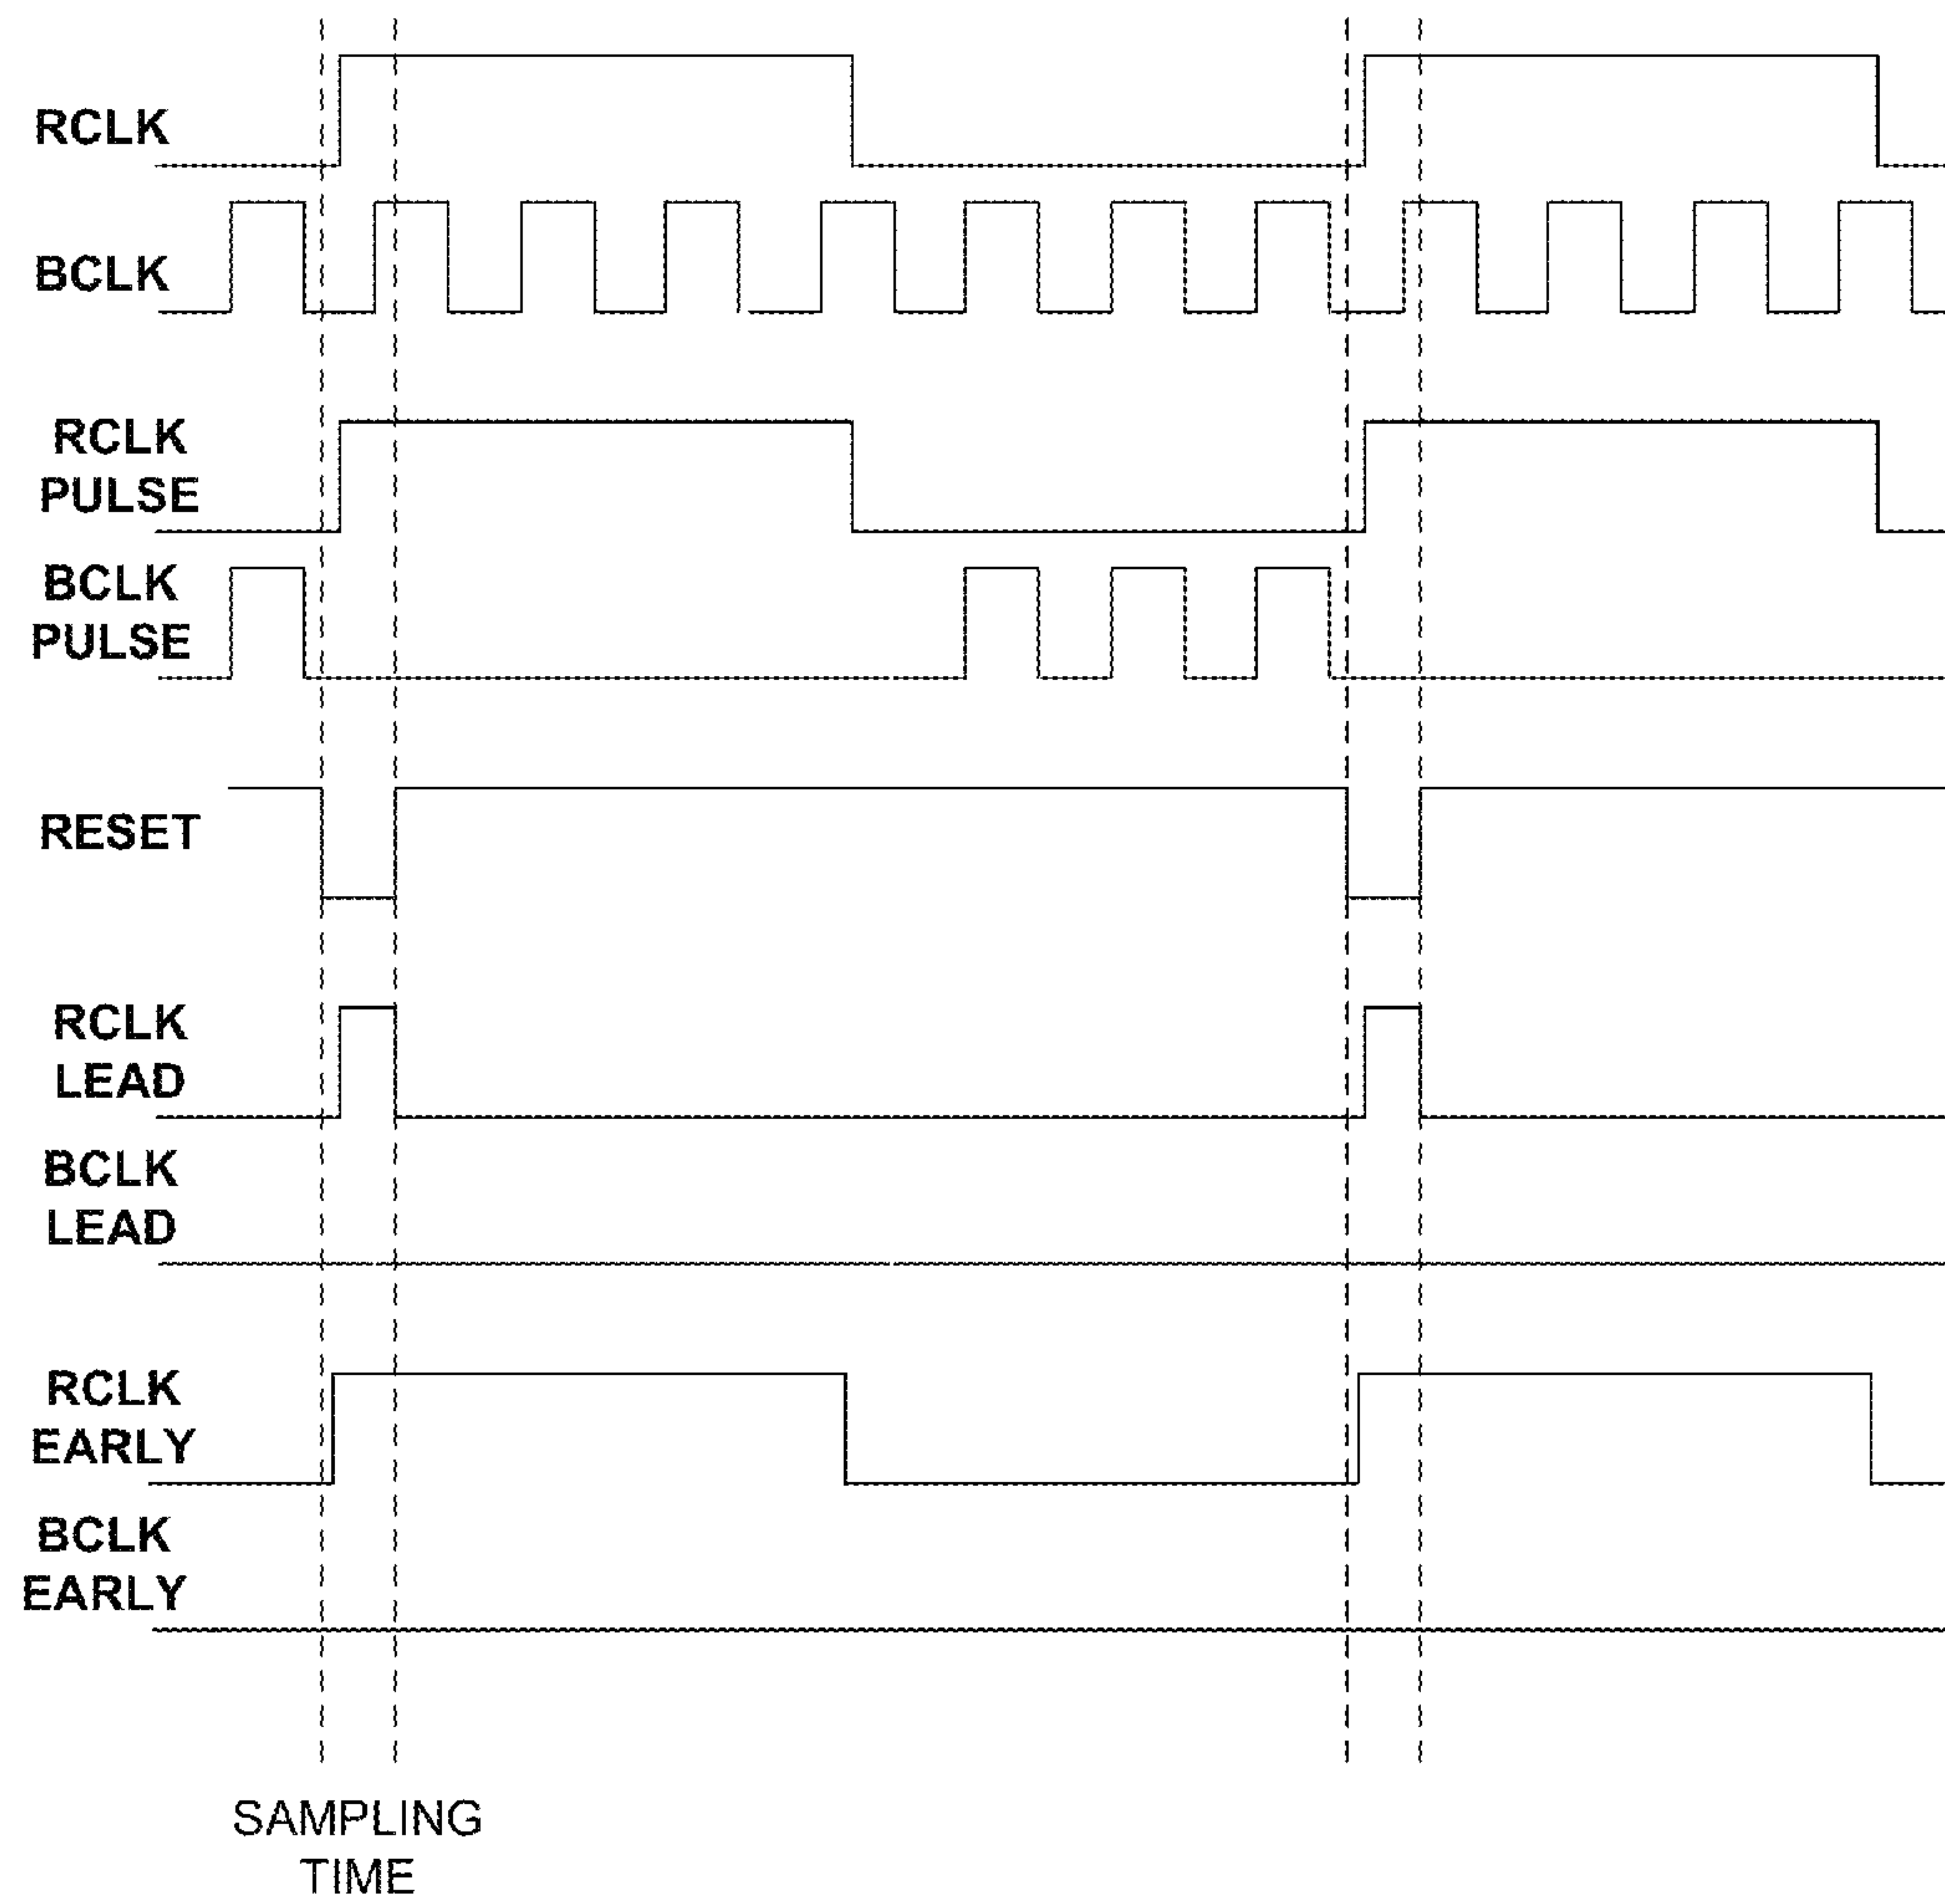 RCLK
BCLK
RCLK
PULSE
BCLK
PULSE
RESET
RCLK
LEAD
BCLK
LEAD
RCLK
EARLY
BCLK
EARLY
SAMPLING
TIME